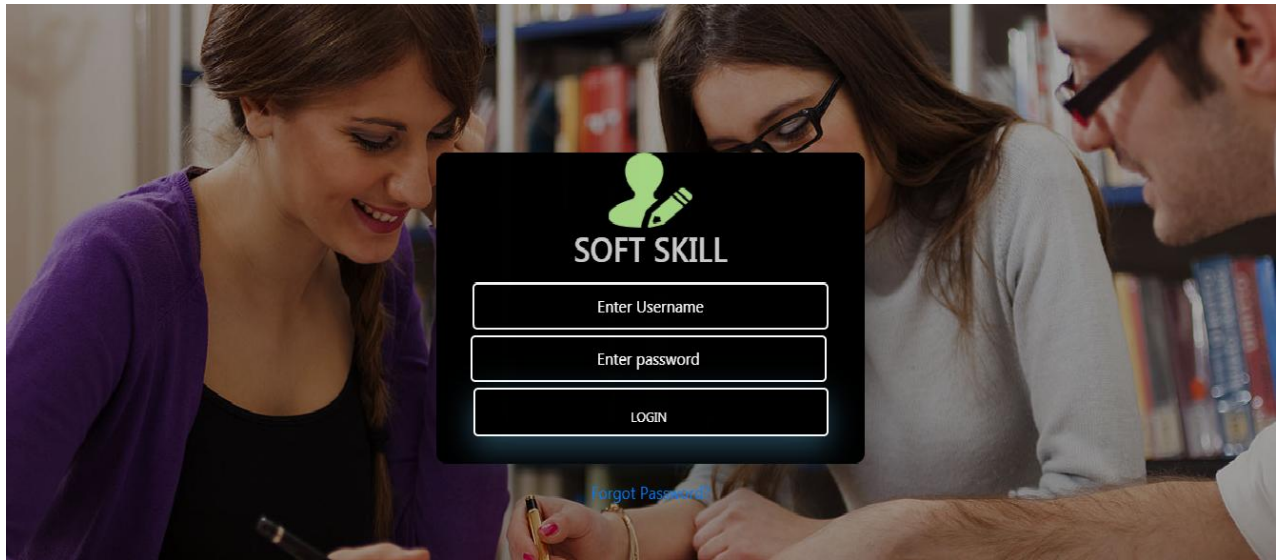 SOFT SKILL
Enter Username
Enter password
LOGIN
Forgot Password?